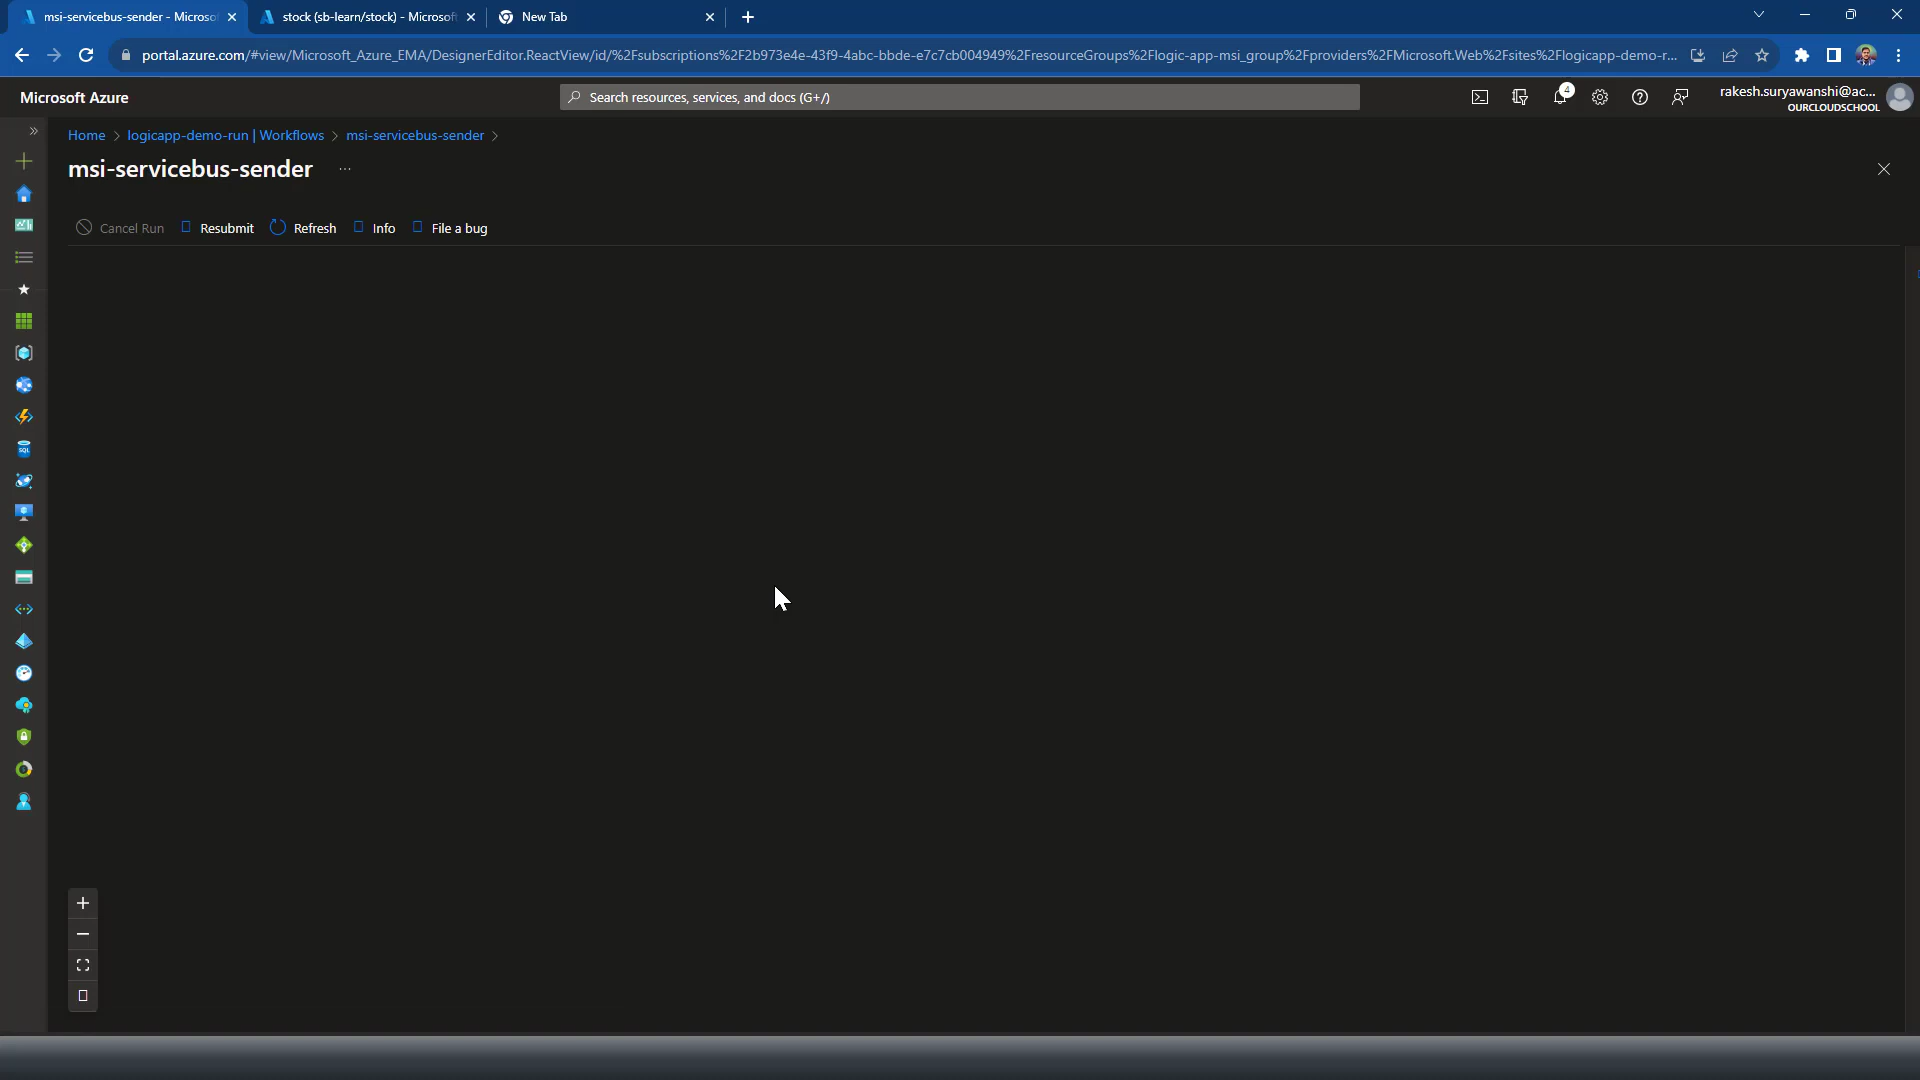 msi-servicebus-sender - Microso
stock (sb-learn/stock) - Microsoft
New Tab
portal.azure.com/#view/Microsoft_Azure_EMA/DesignerEditor.ReactView/id/%2Fsubscriptions%2F2b973e4e-43f9-4abc-bbde-e7c7cb004949%2FresourceGroups%2Flogic-app-msi_group%2Fproviders%2FMicrosoft.Web%2Fsites%2Flogicapp-demo-r...
Microsoft Azure
Search resources, services, and docs (G+/)
4
rakesh.suryawanshi@ac...
OURCLOUDSCHOOL
Home > logicapp-demo-run | Workflows > msi-servicebus-sender >
msi-servicebus-sender ...
Cancel Run Resubmit Refresh Info File a bug
SQL